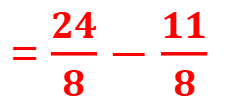 = 24/8 − 11/8